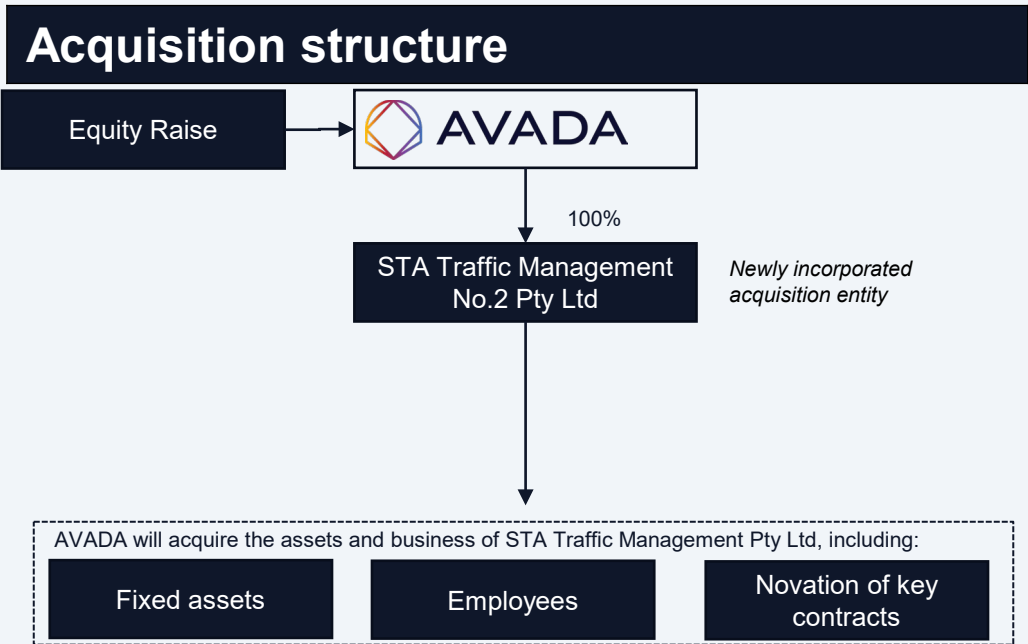 Acquisition structure
Equity Raise
AVADA
100%
STA Traffic Management
No.2 Pty Ltd
Newly incorporated
acquisition entity
AVADA will acquire the assets and business of STA Traffic Management Pty Ltd, including:
Fixed assets
Employees
Novation of key
contracts